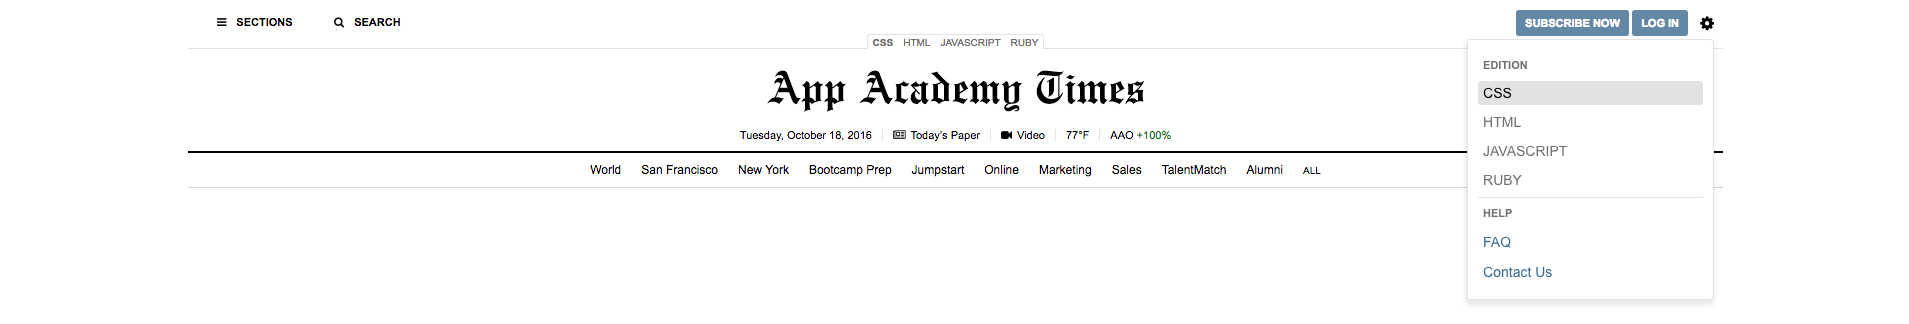 SECTIONS SEARCH SUBSCRIBE NOW LOG IN
CSS HTML JAVASCRIPT RUBY
App Academy Times
Tuesday, October 18, 2016 Today's Paper Video 77°F AAO +100%
World San Francisco New York Bootcamp Prep Jumpstart Online Marketing Sales TalentMatch Alumni ALL
EDITION
CSS
HTML
JAVASCRIPT
RUBY
HELP
FAQ
Contact Us